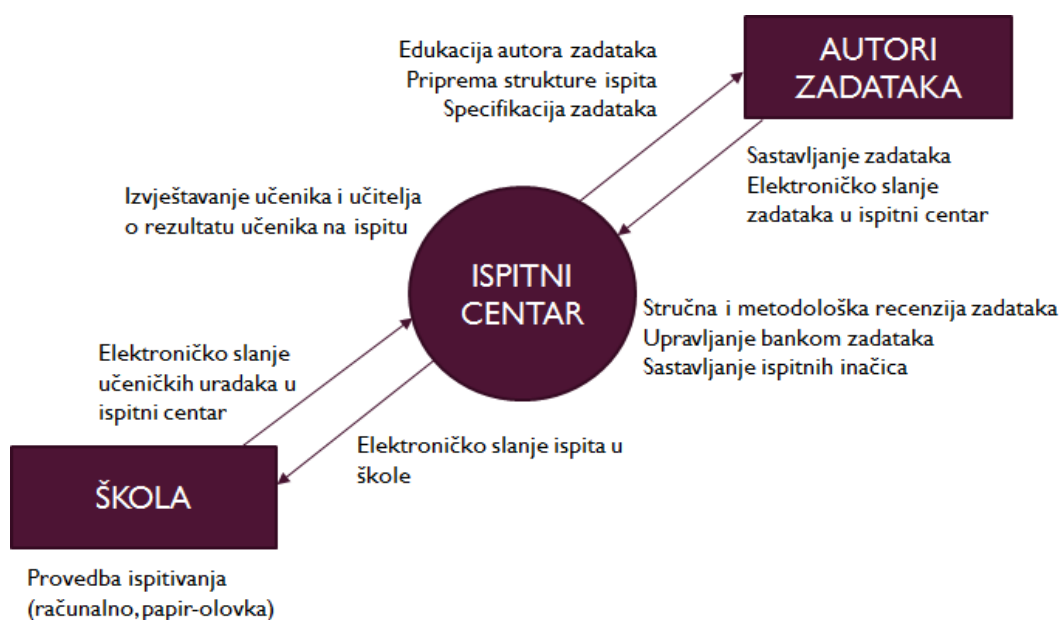 Edukacija autora zadataka
Priprema strukture ispita
Specifikacija zadataka
AUTORI
ZADATAKA
Sastavljanje zadataka
Elektroničko slanje
zadataka u ispitni centar
Izvještavanje učenika i učitelja
o rezultatu učenika na ispitu
ISPITNI
CENTAR
Stručna i metodološka recenzija zadataka
Upravljanje bankom zadataka
Sastavljanje ispitnih inačica
Elektroničko slanje
učeničkih uradaka u
ispitni centar
Elektroničko slanje ispita u
škole
ŠKOLA
Provedba ispitivanja
(računalno,papir-olovka)